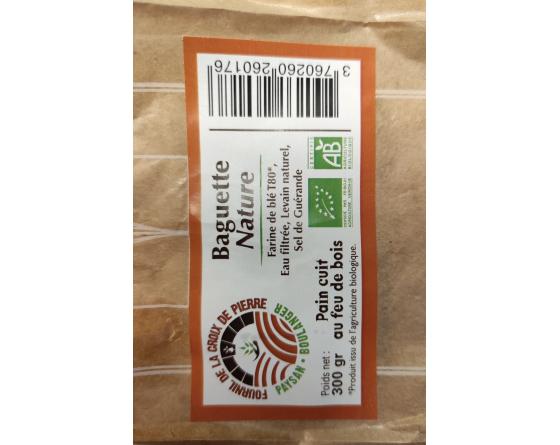 FOURNIL DE LA CROIX DE PIERRE
PAYSAN • BOULANGER
Baguette
Nature
Farine de blé T80*,
Eau filtrée, Levain naturel,
Sel de Guérande
3 760260 260176
Poids net :
300 gr
Pain cuit
au feu de bois
*Produit issu de l'agriculture biologique.
AB